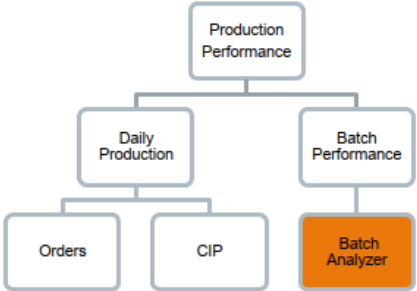 Production
Performance
Daily
Production
Batch
Performance
Orders
CIP
Batch
Analyzer